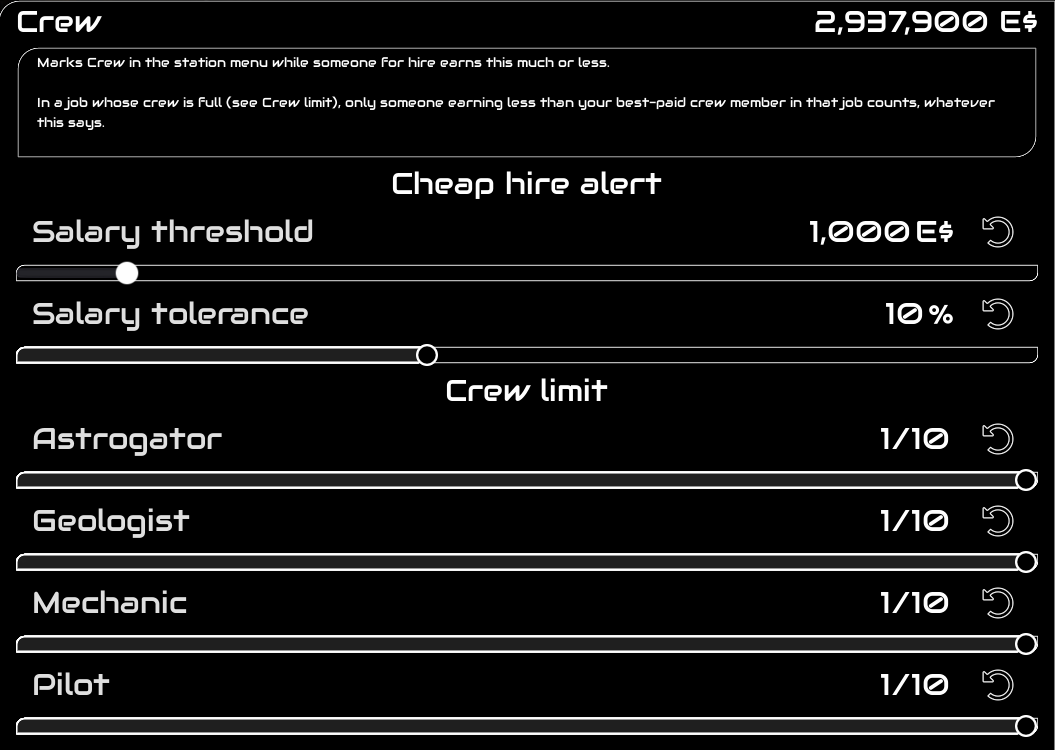 Crew 2,937,900 E$
Marks Crew in the station menu while someone for hire earns this much or less.
In a job whose crew is full (see Crew limit), only someone earning less than your best-paid crew member in that job counts, whatever
this says.
Cheap hire alert
Salary threshold 1,000 E$
Salary tolerance 10 %
Crew limit
Astrogator 1/10
Geologist 1/10
Mechanic 1/10
Pilot 1/10